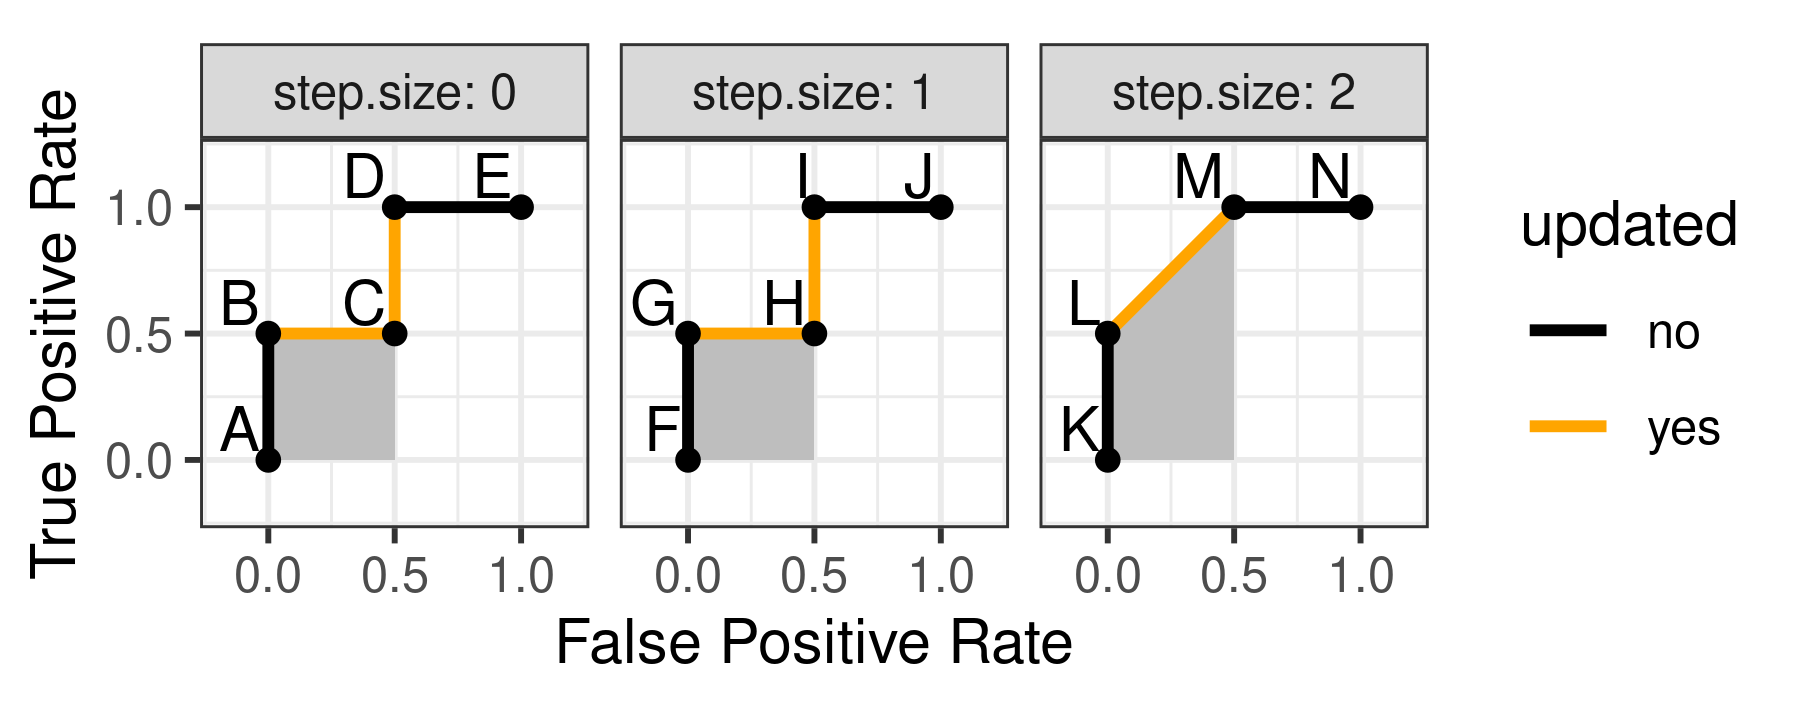 step.size: 0
step.size: 1
step.size: 2
True Positive Rate
1.0
0.5
0.0
D E
B C
A
I J
G H
F
M N
L
K
0.0 0.5 1.0
0.0 0.5 1.0
0.0 0.5 1.0
False Positive Rate
updated
no
yes